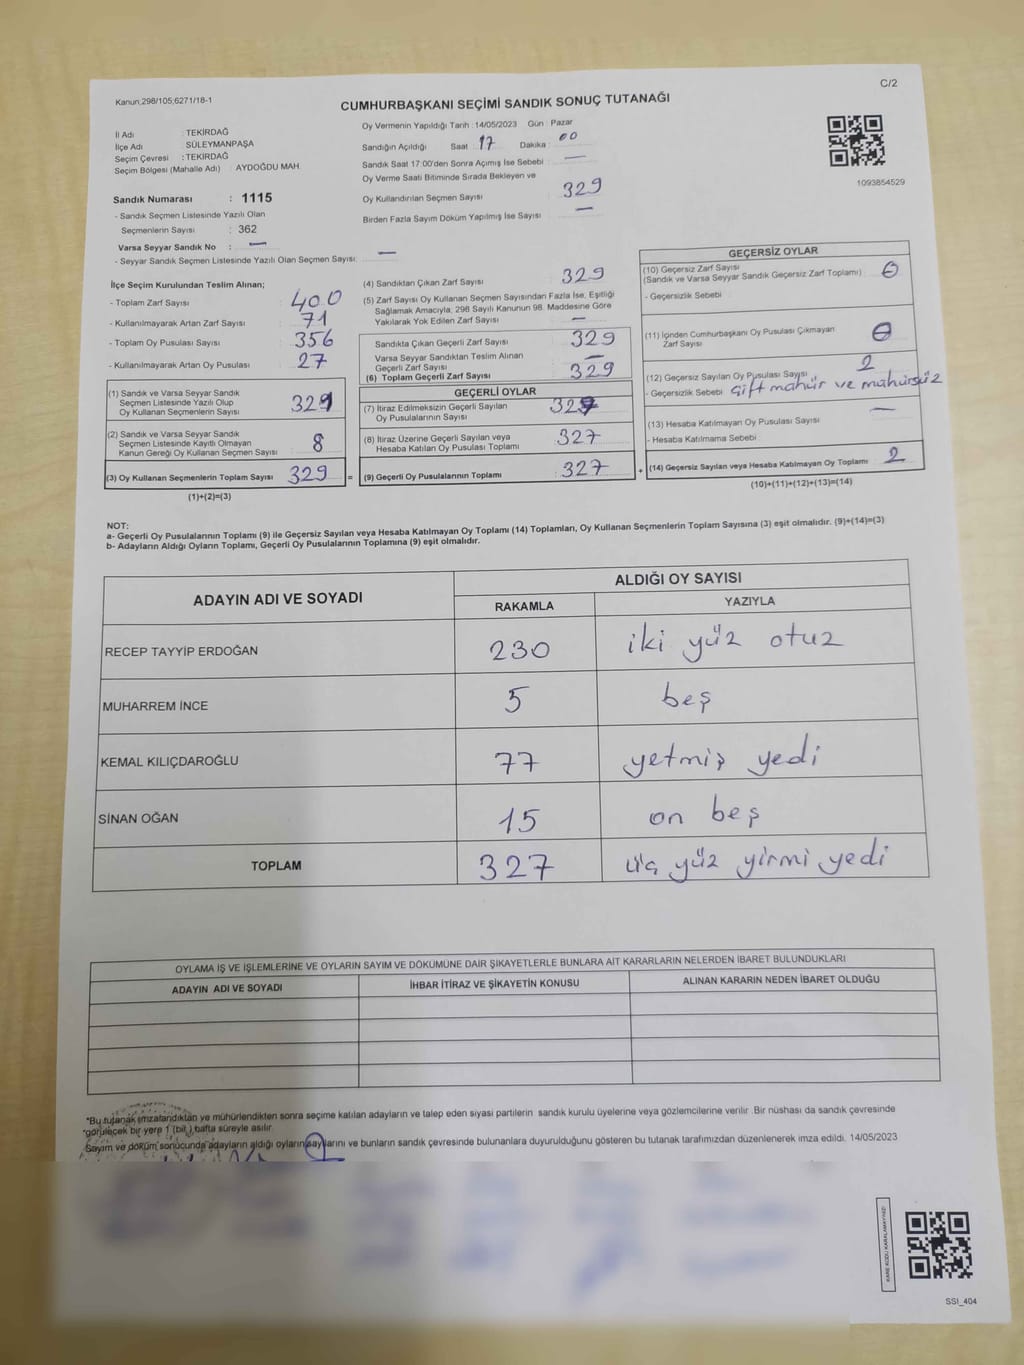 C/2
Kanun;298/105;6271/18-1
CUMHURBAŞKANI SEÇİMİ SANDIK SONUÇ TUTANAĞI
İl Adı : TEKİRDAĞ
İlçe Adı : SÜLEYMANPAŞA
Seçim Çevresi : TEKİRDAĞ
Seçim Bölgesi (Mahalle Adı) : AYDOĞDU MAH.
Sandık Numarası : 1115
- Sandık Seçmen Listesinde Yazılı Olan
Seçmenlerin Sayısı : 362
Varsa Seyyar Sandık No : —
- Seyyar Sandık Seçmen Listesinde Yazılı Olan Seçmen Sayısı: —
Oy Vermenin Yapıldığı Tarih : 14/05/2023 Gün : Pazar
Sandığın Açıldığı Saat : 17 Dakika : 00
Sandık Saat 17:00'den Sonra Açımış İse Sebebi : —
Oy Verme Saati Bitiminde Sırada Bekleyen ve
Oy Kullandırılan Seçmen Sayısı : 329
Birden Fazla Sayım Döküm Yapılmış İse Sayısı : —
1093854529
İlçe Seçim Kurulundan Teslim Alınan;
- Toplam Zarf Sayısı : 400
- Kullanılmayarak Artan Zarf Sayısı : 71
- Toplam Oy Pusulası Sayısı : 356
- Kullanılmayarak Artan Oy Pusulası : 27
(1) Sandık ve Varsa Seyyar Sandık
Seçmen Listesinde Yazılı Olup
Oy Kullanan Seçmenlerin Sayısı
(2) Sandık ve Varsa Seyyar Sandık
Seçmen Listesinde Kayıtlı Olmayan
Kanun Gereği Oy Kullanan Seçmen Sayısı : 8
(3) Oy Kullanan Seçmenlerin Toplam Sayısı : 329
(1)+(2)=(3)
(4) Sandıktan Çıkan Zarf Sayısı : 329
(5) Zarf Sayısı Oy Kullanan Seçmen Sayısından Fazla İse, Eşitliği
Sağlamak Amacıyla; 298 Sayılı Kanunun 98. Maddesine Göre
Yakılarak Yok Edilen Zarf Sayısı : —
Sandıkta Çıkan Geçerli Zarf Sayısı : 329
Varsa Seyyar Sandıktan Teslim Alınan
Geçerli Zarf Sayısı : —
(6) Toplam Geçerli Zarf Sayısı : 329
GEÇERLİ OYLAR
(7) İtiraz Edilmeksizin Geçerli Sayılan
Oy Pusulalarının Sayısı : 327
(8) İtiraz Üzerine Geçerli Sayılan veya
Hesaba Katılan Oy Pusulası Toplamı : 327
= (9) Geçerli Oy Pusulalarının Toplamı : 327
GEÇERSİZ OYLAR
(10) Geçersiz Zarf Sayısı
(Sandık ve Varsa Seyyar Sandık Geçersiz Zarf Toplamı) : 0
- Geçersizlik Sebebi :
(11) İçinden Cumhurbaşkanı Oy Pusulası Çıkmayan
Zarf Sayısı : 0
(12) Geçersiz Sayılan Oy Pusulası Sayısı : 2
- Geçersizlik Sebebi : Çift mahür ve mahürsüz
(13) Hesaba Katılmayan Oy Pusulası Sayısı : —
- Hesaba Katılmama Sebebi :
+ (14) Geçersiz Sayılan veya Hesaba Katılmayan Oy Toplamı : 2
(10)+(11)+(12)+(13)=(14)
NOT:
a- Geçerli Oy Pusulalarının Toplamı (9) ile Geçersiz Sayılan veya Hesaba Katılmayan Oy Toplamı (14) Toplamları, Oy Kullanan Seçmenlerin Toplam Sayısına (3) eşit olmalıdır. (9)+(14)=(3)
b- Adayların Aldığı Oyların Toplamı, Geçerli Oy Pusulalarının Toplamına (9) eşit olmalıdır.
ADAYIN ADI VE SOYADI
ALDIĞI OY SAYISI
RAKAMLA YAZIYLA
RECEP TAYYİP ERDOĞAN 230 iki yüz otuz
MUHARREM İNCE 5 beş
KEMAL KILIÇDAROĞLU 77 yetmiş yedi
SİNAN OĞAN 15 on beş
TOPLAM 327 üç yüz yirmi yedi
OYLAMA İŞ VE İŞLEMLERİNE VE OYLARIN SAYIM VE DÖKÜMÜNE DAİR ŞİKAYETLERLE BUNLARA AİT KARARLARIN NELERDEN İBARET BULUNDUKLARI
ADAYIN ADI VE SOYADI İHBAR İTİRAZ VE ŞİKAYETİN KONUSU ALINAN KARARIN NEDEN İBARET OLDUĞU
*Bu tutanak imzalandıktan ve mühürlendikten sonra seçime katılan adayların ve talep eden siyasi partilerin sandık kurulu üyelerine veya gözlemcilerine verilir. Bir nüshası da sandık çevresinde
*görülecek bir yere 1 (bir) hafta süreyle asılır.
Sayım ve döküm sonucunda adayların aldığı oyların sayılarını ve bunların sandık çevresinde bulunanlara duyurulduğunu gösteren bu tutanak tarafımızdan düzenlenerek imza edildi. 14/05/2023
KARE KODU KARALAMAYINIZ!
SSI_404